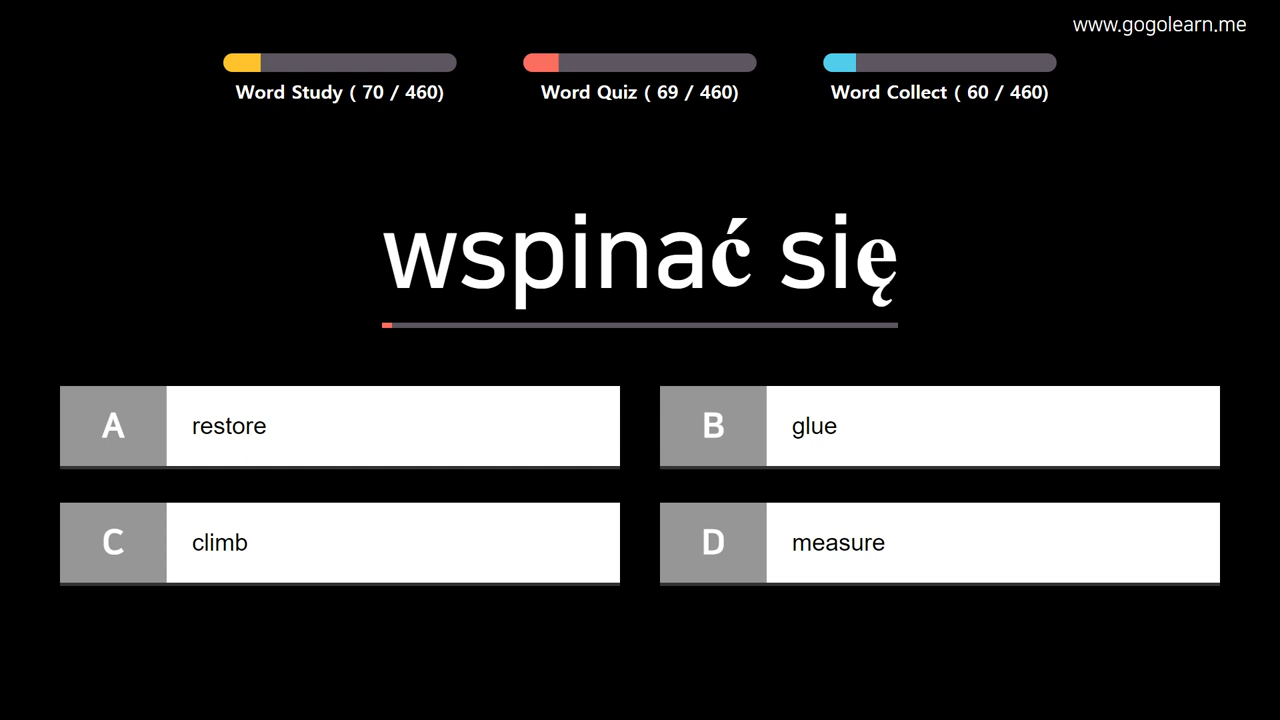 www.gogolearn.me
Word Study ( 70 / 460)
Word Quiz ( 69 / 460)
Word Collect ( 60 / 460)
wspinać się
A restore
B glue
C climb
D measure